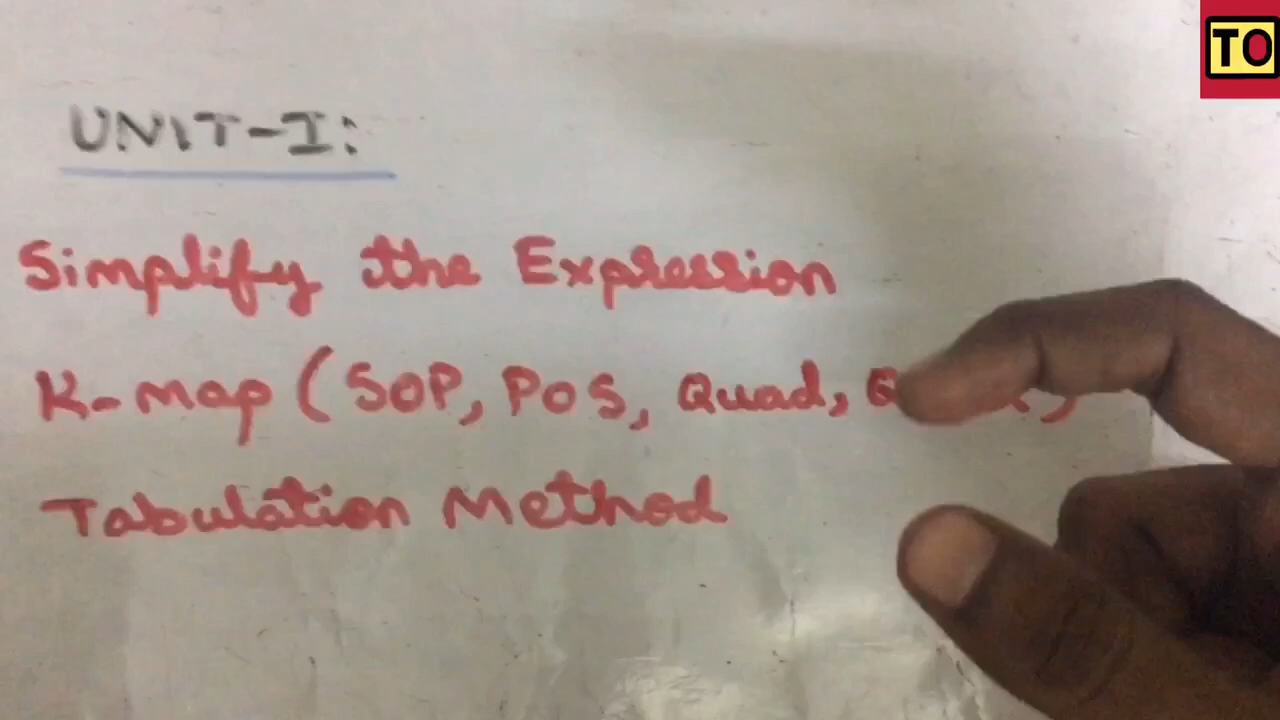 TO
UNIT-I:
Simplify the Expression
K-map (SOP, POS, Quad,
Tabulation Method